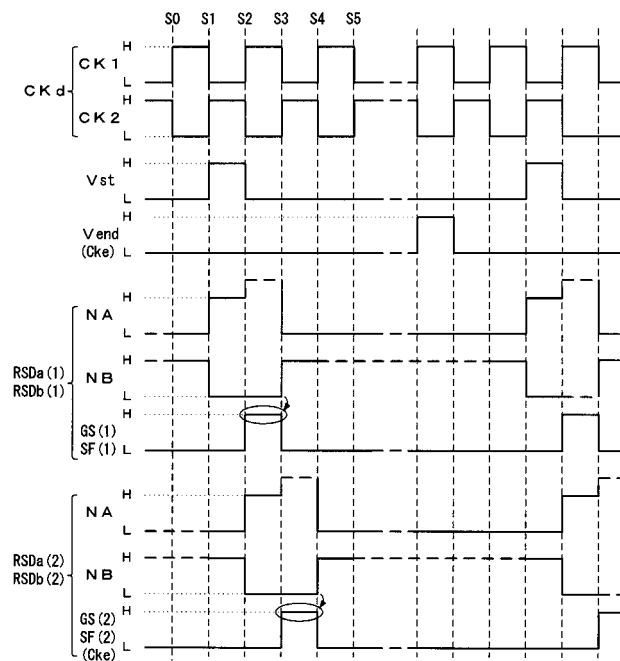 S0 S1 S2 S3 S4 S5
H
CK1
L
CKd
H
CK2
L
H
Vst
L
H
Vend
(Cke)
L
H
NA
L
RSDa(1)
RSDb(1)
H
NB
L
H
GS(1)
SF(1)
L
H
NA
L
RSDa(2)
RSDb(2)
H
NB
L
H
GS(2)
SF(2)
(Cke)
L